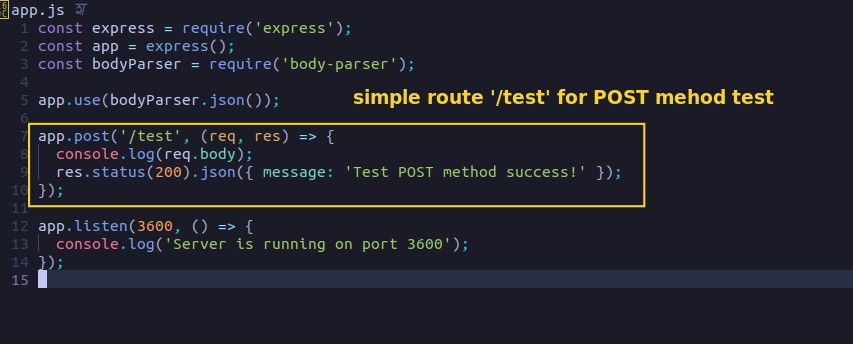 app.js
1 const express = require('express');
2 const app = express();
3 const bodyParser = require('body-parser');
4
5 app.use(bodyParser.json());
simple route '/test' for POST mehod test
6
7 app.post('/test', (req, res) => {
8   console.log(req.body);
9   res.status(200).json({ message: 'Test POST method success!' });
10 });
11
12 app.listen(3600, () => {
13   console.log('Server is running on port 3600');
14 });
15